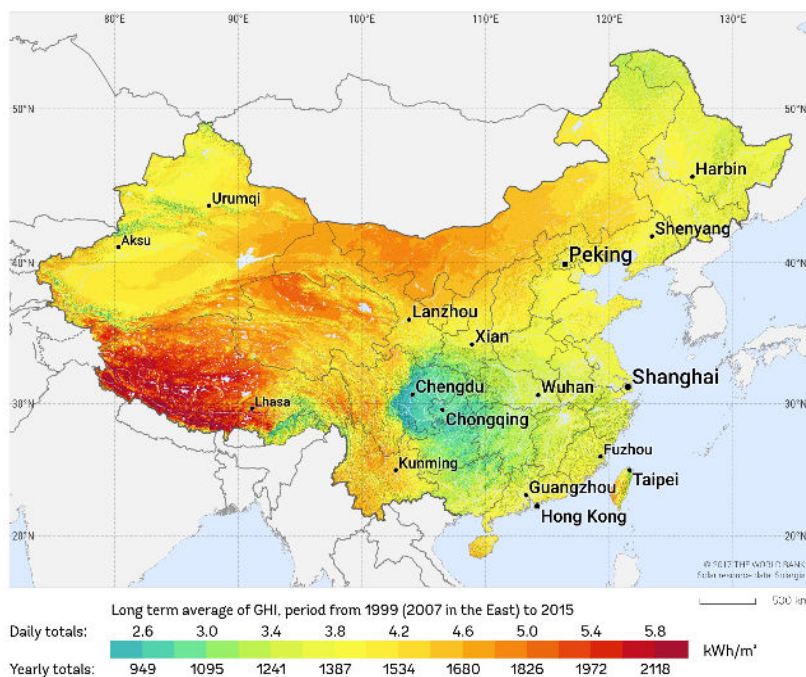 80°E 90°E 100°E 110°E 120°E 130°E
50°N 50°N
Harbin
Urumqi
Shenyang
Aksu
Peking
40°N 40°N
Lanzhou
Xian
Shanghai
Chengdu
Wuhan
30°N 30°N
Lhasa
Chongqing
Fuzhou
Kunming
Taipei
Guangzhou
Hong Kong
20°N 20°N
© 2017 THE WORLD BANK
Solar resource data: Solargis
500 km
Long term average of GHI, period from 1999 (2007 in the East) to 2015
Daily totals: 2.6 3.0 3.4 3.8 4.2 4.6 5.0 5.4 5.8
kWh/m²
Yearly totals: 949 1095 1241 1387 1534 1680 1826 1972 2118